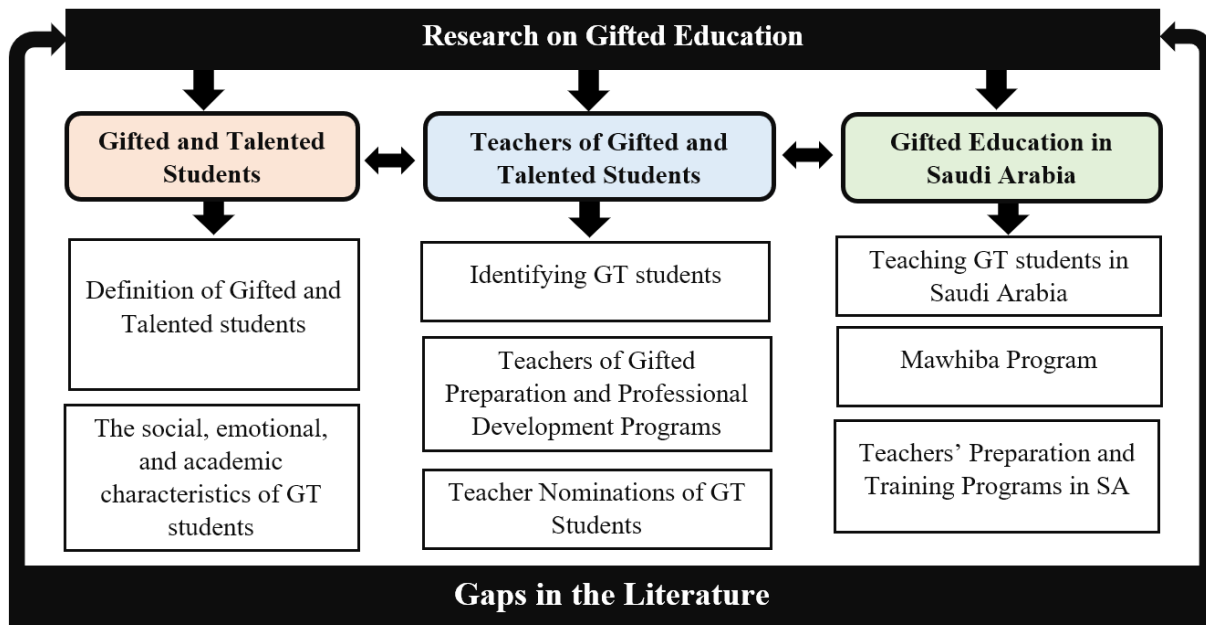 Research on Gifted Education
Gifted and Talented
Students
Teachers of Gifted and
Talented Students
Gifted Education in
Saudi Arabia
Definition of Gifted and
Talented students
The social, emotional,
and academic
characteristics of GT
students
Identifying GT students
Teachers of Gifted
Preparation and Professional
Development Programs
Teacher Nominations of GT
Students
Teaching GT students in
Saudi Arabia
Mawhiba Program
Teachers’ Preparation and
Training Programs in SA
Gaps in the Literature